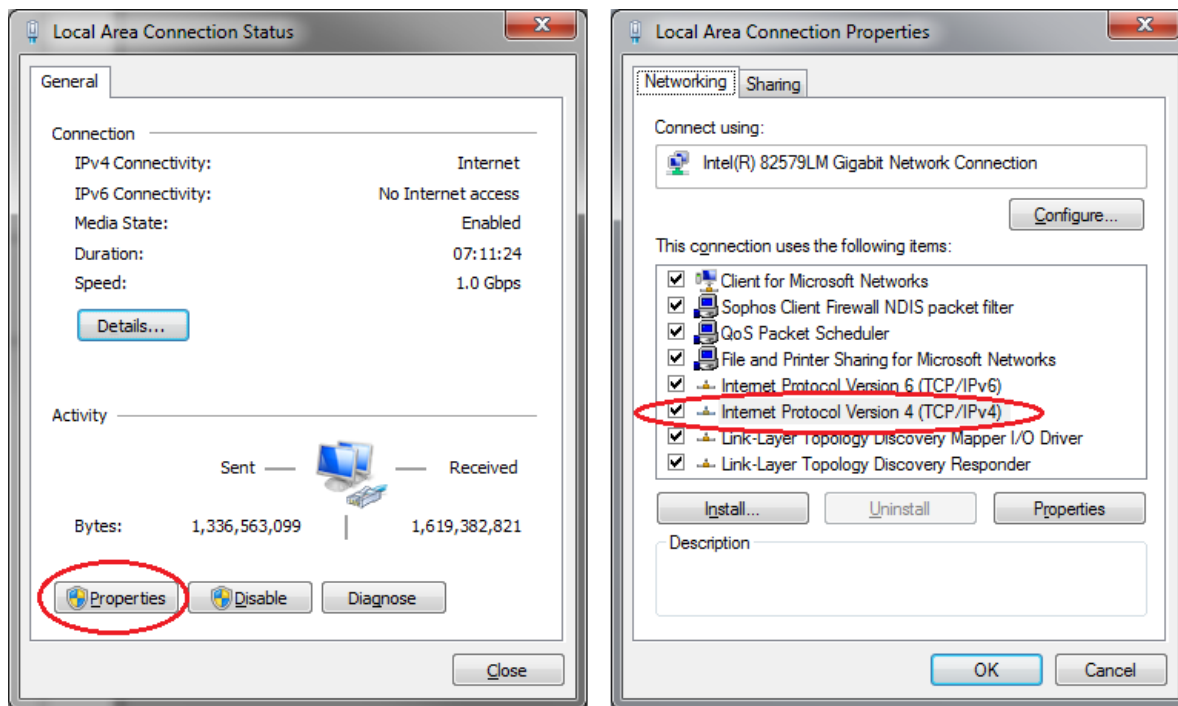 Local Area Connection Status
General
Connection
IPv4 Connectivity: Internet
IPv6 Connectivity: No Internet access
Media State: Enabled
Duration: 07:11:24
Speed: 1.0 Gbps
Details...
Activity
Sent Received
Bytes: 1,336,563,099 1,619,382,821
Properties Disable Diagnose
Close
Local Area Connection Properties
Networking Sharing
Connect using:
Intel(R) 82579LM Gigabit Network Connection
Configure...
This connection uses the following items:
Client for Microsoft Networks
Sophos Client Firewall NDIS packet filter
QoS Packet Scheduler
File and Printer Sharing for Microsoft Networks
Internet Protocol Version 6 (TCP/IPv6)
Internet Protocol Version 4 (TCP/IPv4)
Link-Layer Topology Discovery Mapper I/O Driver
Link-Layer Topology Discovery Responder
Install... Uninstall Properties
Description
OK Cancel